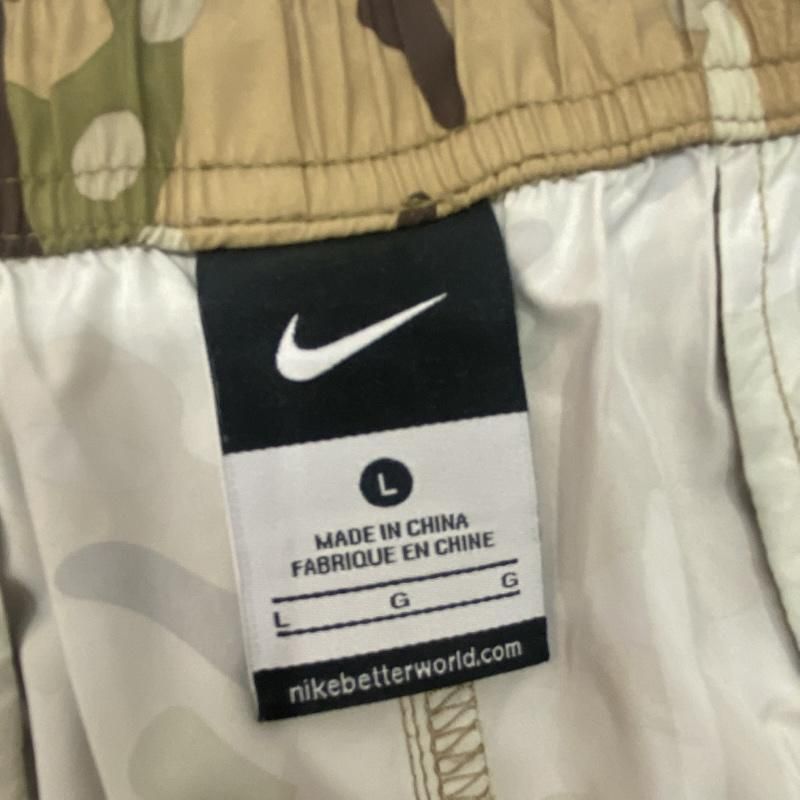 L
MADE IN CHINA
FABRIQUE EN CHINE
L G G
nikebetterworld.com